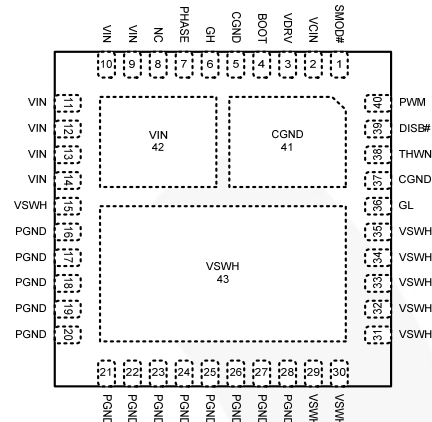 VIN VIN NC PHASE GH CGND BOOT VDRV VCIN SMOD#
10 9 8 7 6 5 4 3 2 1
VIN 11
VIN 12
VIN 13
VIN 14
VSWH 15
PGND 16
PGND 17
PGND 18
PGND 19
PGND 20
VIN
42
CGND
41
VSWH
43
40 PWM
39 DISB#
38 THWN
37 CGND
36 GL
35 VSWH
34 VSWH
33 VSWH
32 VSWH
31 VSWH
21 22 23 24 25 26 27 28 29 30
PGND PGND PGND PGND PGND PGND PGND PGND VSWH VSWH